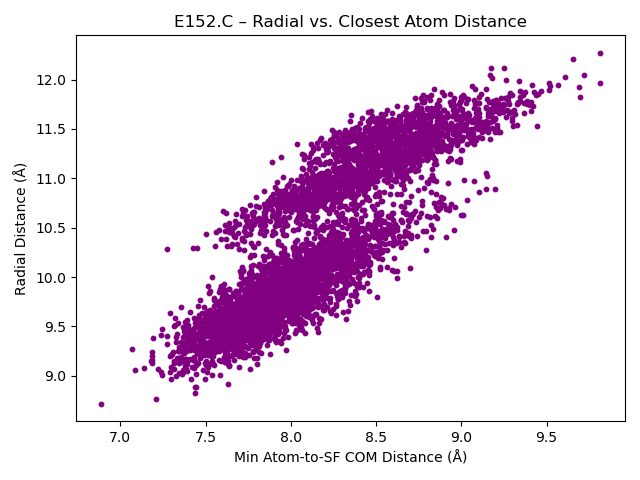 E152.C – Radial vs. Closest Atom Distance
Radial Distance (Å)
12.0
11.5
11.0
10.5
10.0
9.5
9.0
7.0 7.5 8.0 8.5 9.0 9.5
Min Atom-to-SF COM Distance (Å)